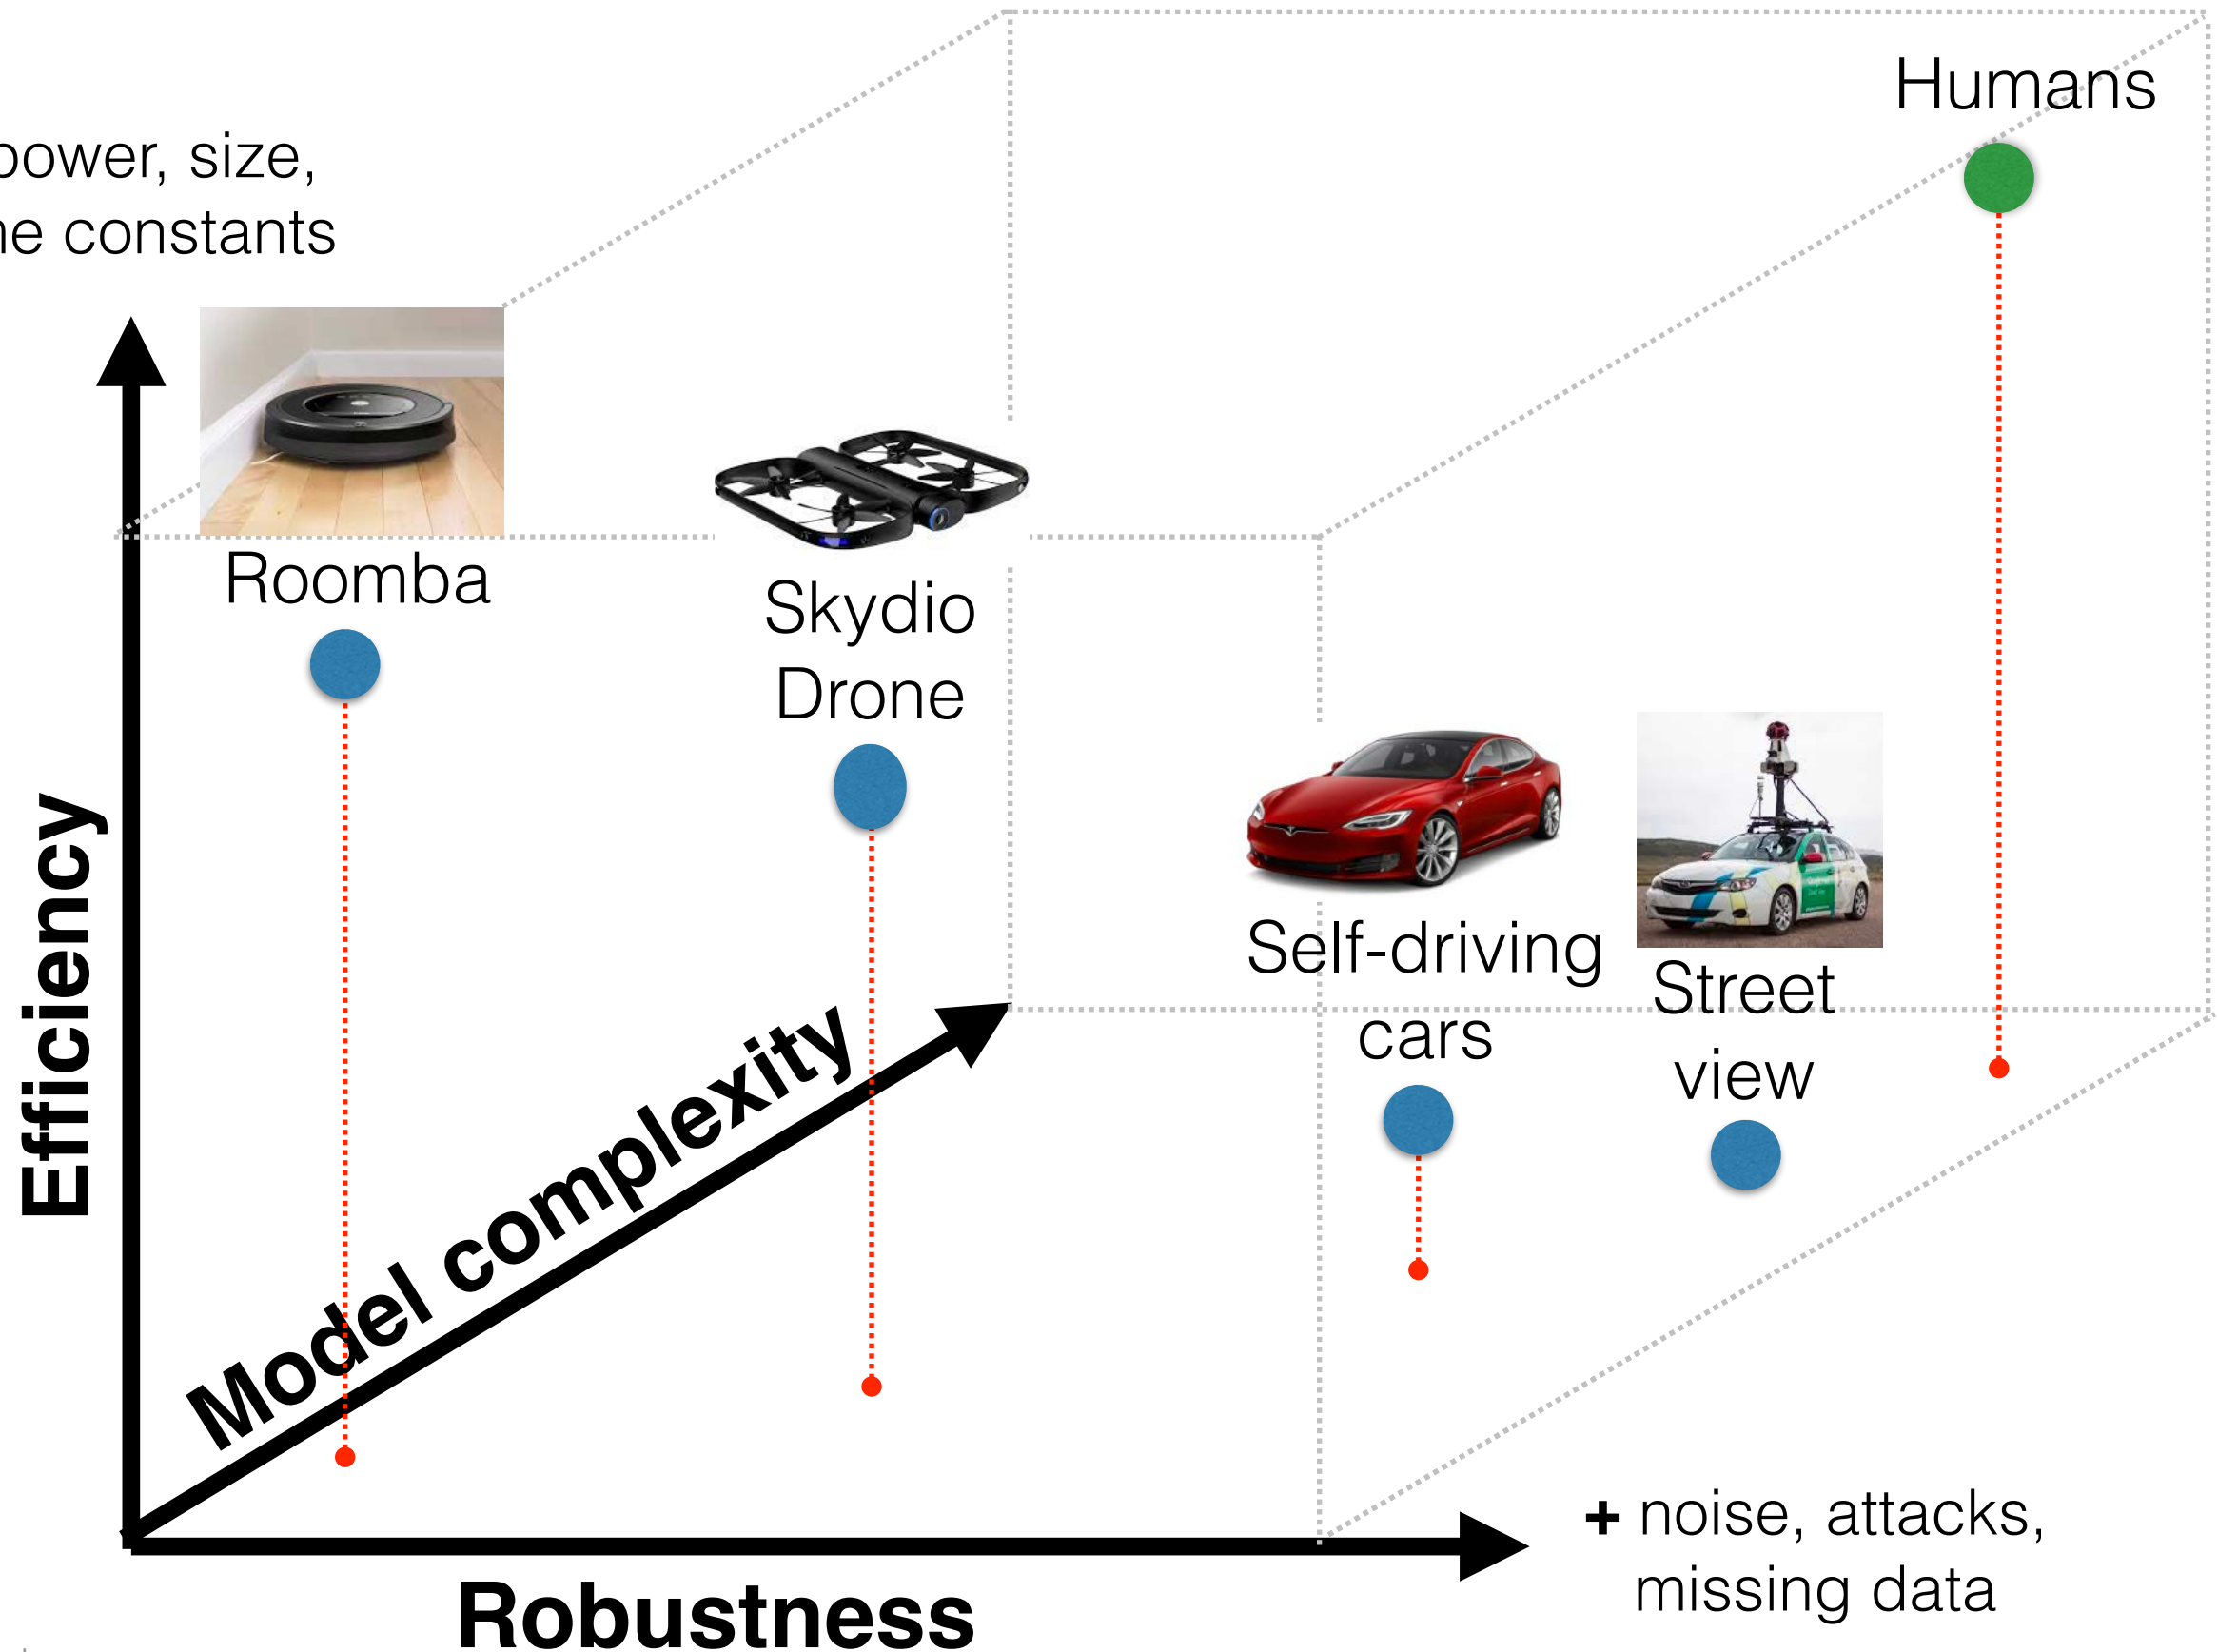 Humans
power, size,
ne constants
Roomba
Skydio
Drone
Self-driving
cars
Street
view
Efficiency
Model complexity
+ noise, attacks,
missing data
Robustness